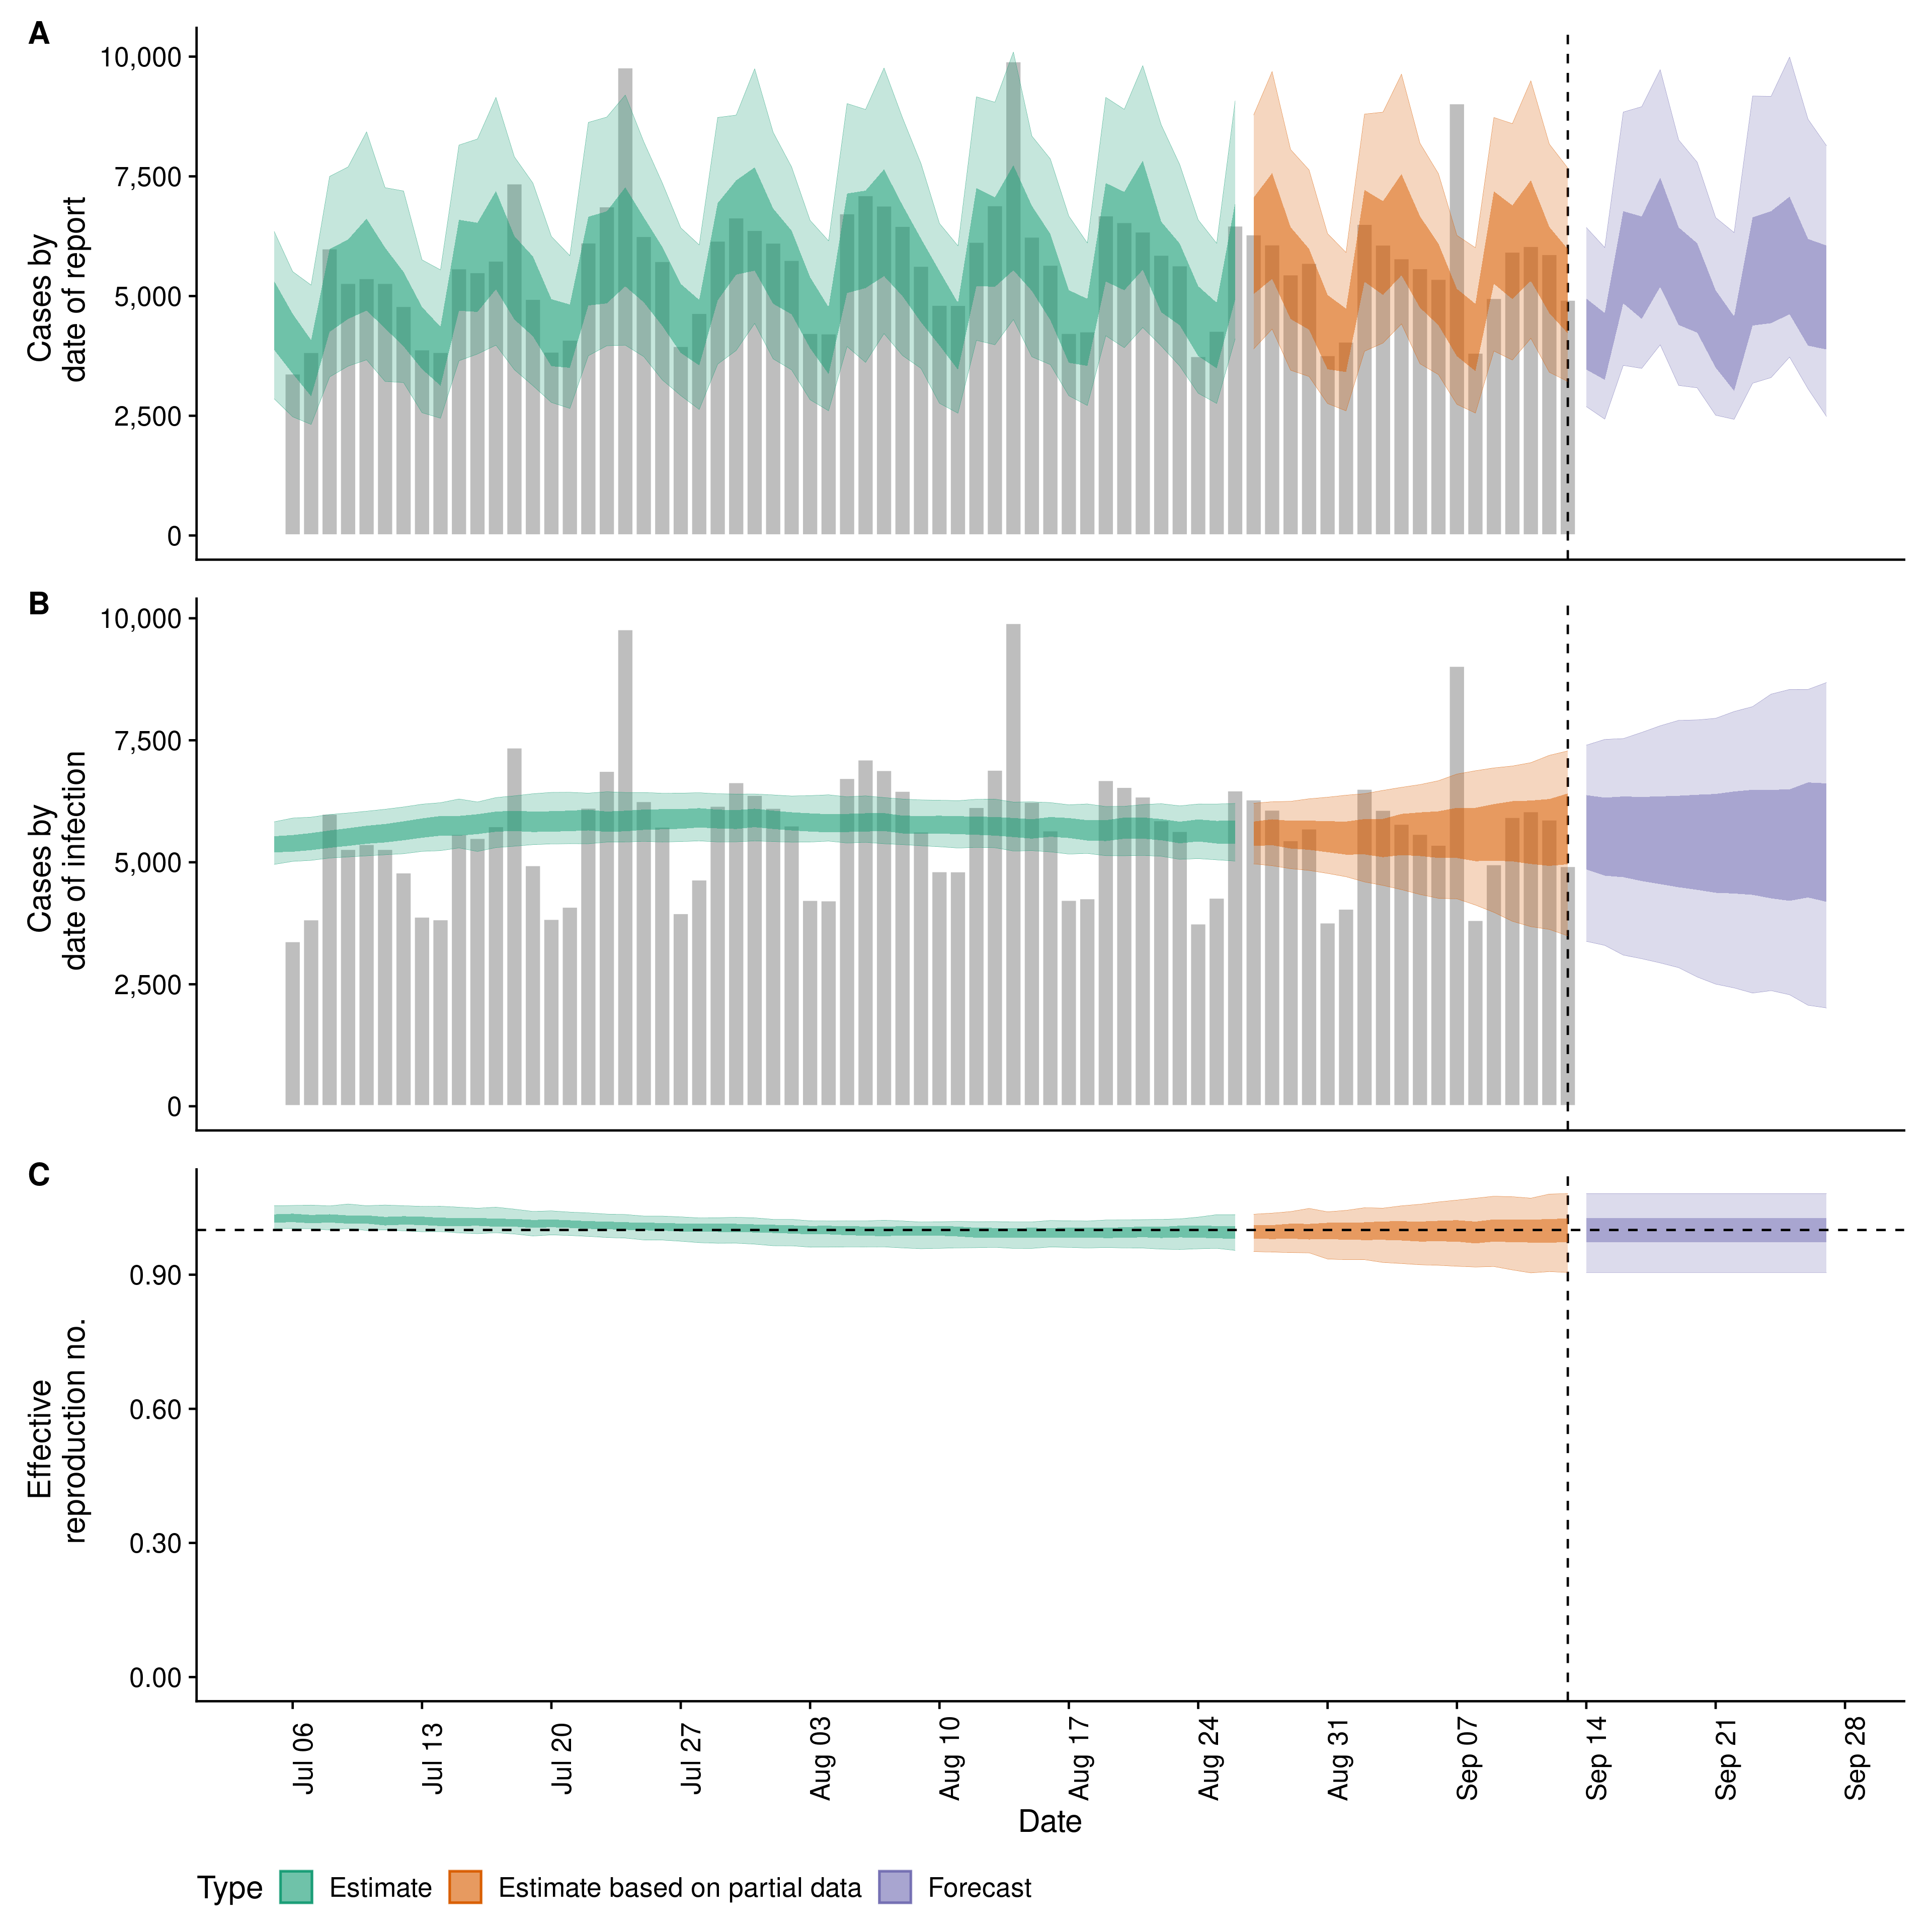 A
10,000
7,500
5,000
2,500
0
Cases by
date of report
B
10,000
7,500
5,000
2,500
0
Cases by
date of infection
C
0.90
0.60
0.30
0.00
Effective
reproduction no.
Jul 06
Jul 13
Jul 20
Jul 27
Aug 03
Aug 10
Aug 17
Aug 24
Aug 31
Sep 07
Sep 14
Sep 21
Sep 28
Date
Type Estimate Estimate based on partial data Forecast